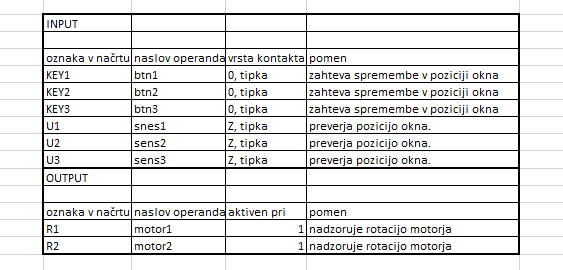 INPUT
oznaka v načrtu naslov operanda vrsta kontakta pomen
KEY1 btn1 0, tipka zahteva spremembe v poziciji okna
KEY2 btn2 0, tipka zahteva spremembe v poziciji okna
KEY3 btn3 0, tipka zahteva spremembe v poziciji okna
U1 snes1 Z, tipka preverja pozicijo okna.
U2 sens2 Z, tipka preverja pozicijo okna.
U3 sens3 Z, tipka preverja pozicijo okna.
OUTPUT
oznaka v načrtu naslov operanda aktiven pri pomen
R1 motor1 1 nadzoruje rotacijo motorja
R2 motor2 1 nadzoruje rotacijo motorja